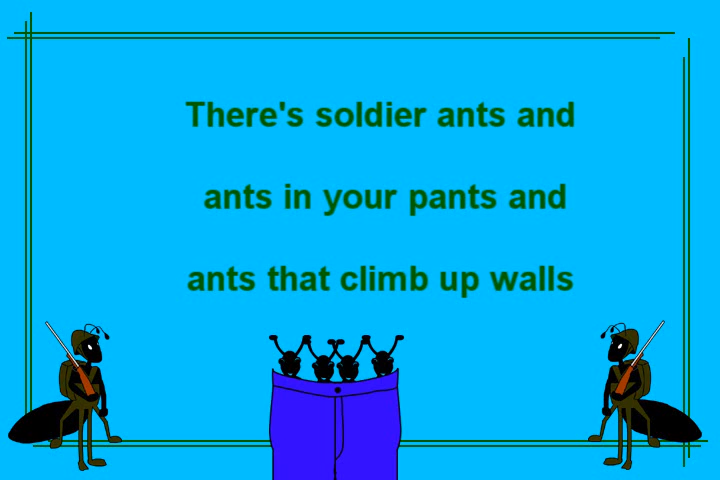 There's soldier ants and
ants in your pants and
ants that climb up walls